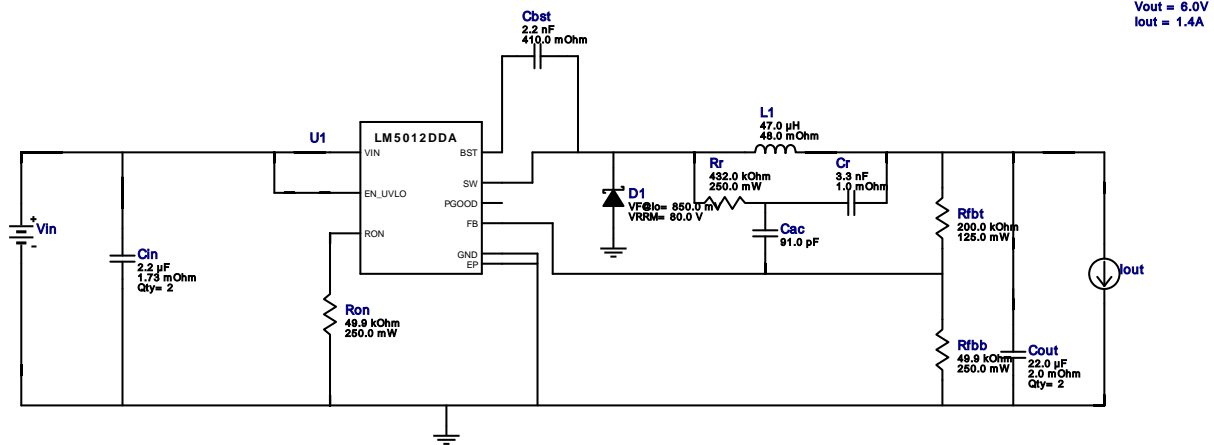 Vout = 6.0V
Iout = 1.4A
Cbst
2.2 nF
410.0 mOhm
U1
LM5012DDA
VIN
EN_UVLO
RON
BST
SW
PGOOD
FB
GND
EP
L1
47.0 µH
48.0 mOhm
Rr
432.0 kOhm
250.0 mW
Cr
3.3 nF
1.0 mOhm
D1
VF@Io= 850.0 mV
VRRM= 80.0 V
Cac
91.0 pF
Rfbt
200.0 kOhm
125.0 mW
+
Vin
-
Cin
2.2 µF
1.73 mOhm
Qty= 2
Iout
Ron
49.9 kOhm
250.0 mW
Rfbb
49.9 kOhm
250.0 mW
Cout
22.0 µF
2.0 mOhm
Qty= 2